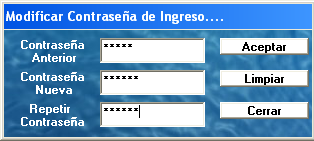 Modificar Contraseña de Ingreso....
Contraseña
Anterior
*****
Aceptar
Contraseña
Nueva
******
Limpiar
Repetir
Contraseña
******
Cerrar